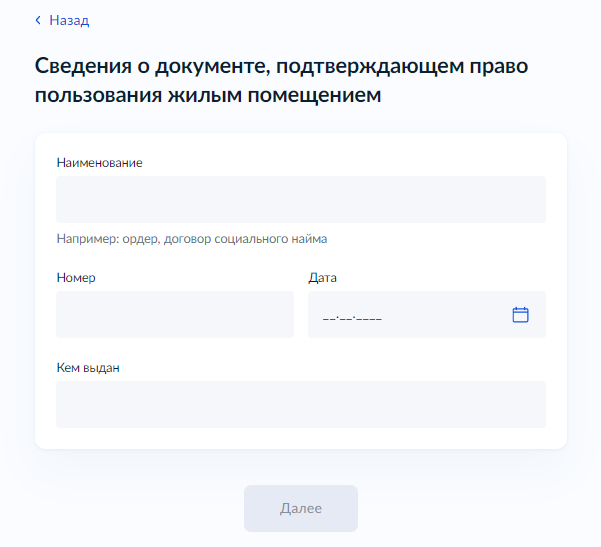 Назад
Сведения о документе, подтверждающем право
пользования жилым помещением
Наименование
Например: ордер, договор социального найма
Номер
Дата
__.__.____
Кем выдан
Далее